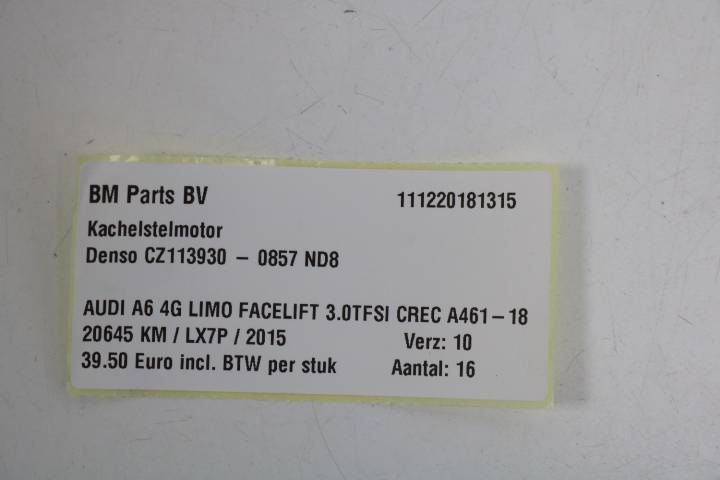 BM Parts BV 111220181315
Kachelstelmotor
Denso CZ113930 – 0857 ND8
AUDI A6 4G LIMO FACELIFT 3.0TFSI CREC A461–18
20645 KM / LX7P / 2015 Verz: 10
39.50 Euro incl. BTW per stuk Aantal: 16